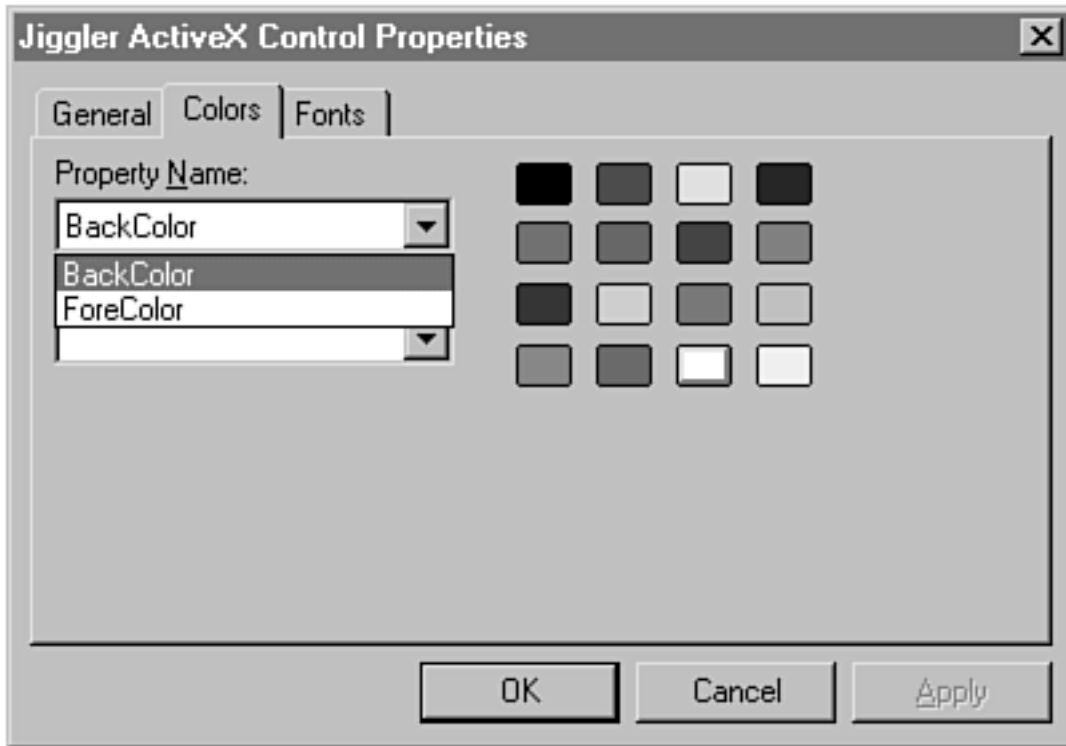 Jiggler ActiveX Control Properties
General Colors Fonts
Property Name:
BackColor
BackColor
ForeColor
OK Cancel Apply